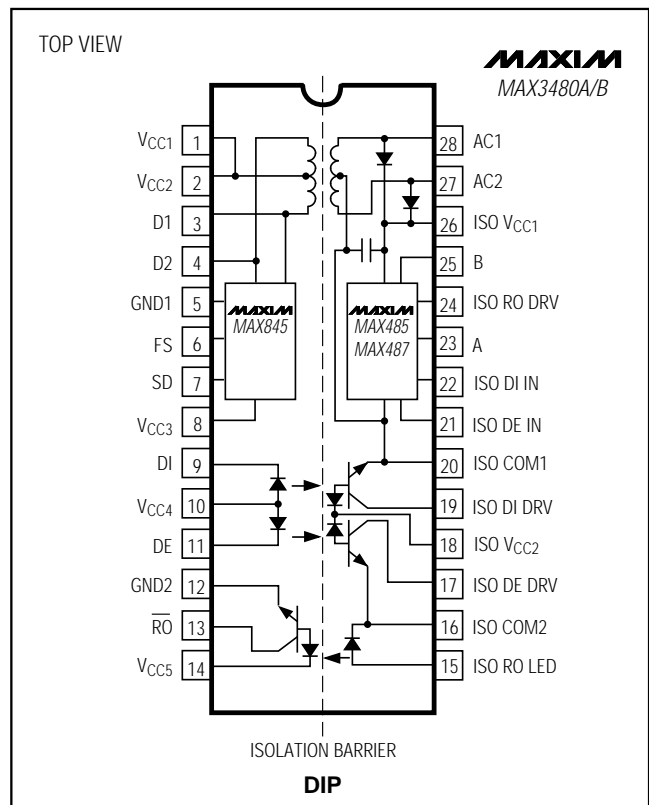 TOP VIEW
MAXIM
MAX3480A/B
VCC1 1
VCC2 2
D1 3
D2 4
GND1 5
FS 6
SD 7
VCC3 8
DI 9
VCC4 10
DE 11
GND2 12
R̅O̅ 13
VCC5 14
28 AC1
27 AC2
26 ISO VCC1
25 B
24 ISO RO DRV
23 A
22 ISO DI IN
21 ISO DE IN
20 ISO COM1
19 ISO DI DRV
18 ISO VCC2
17 ISO DE DRV
16 ISO COM2
15 ISO RO LED
MAXIM
MAX845
MAXIM
MAX485
MAX487
ISOLATION BARRIER
DIP